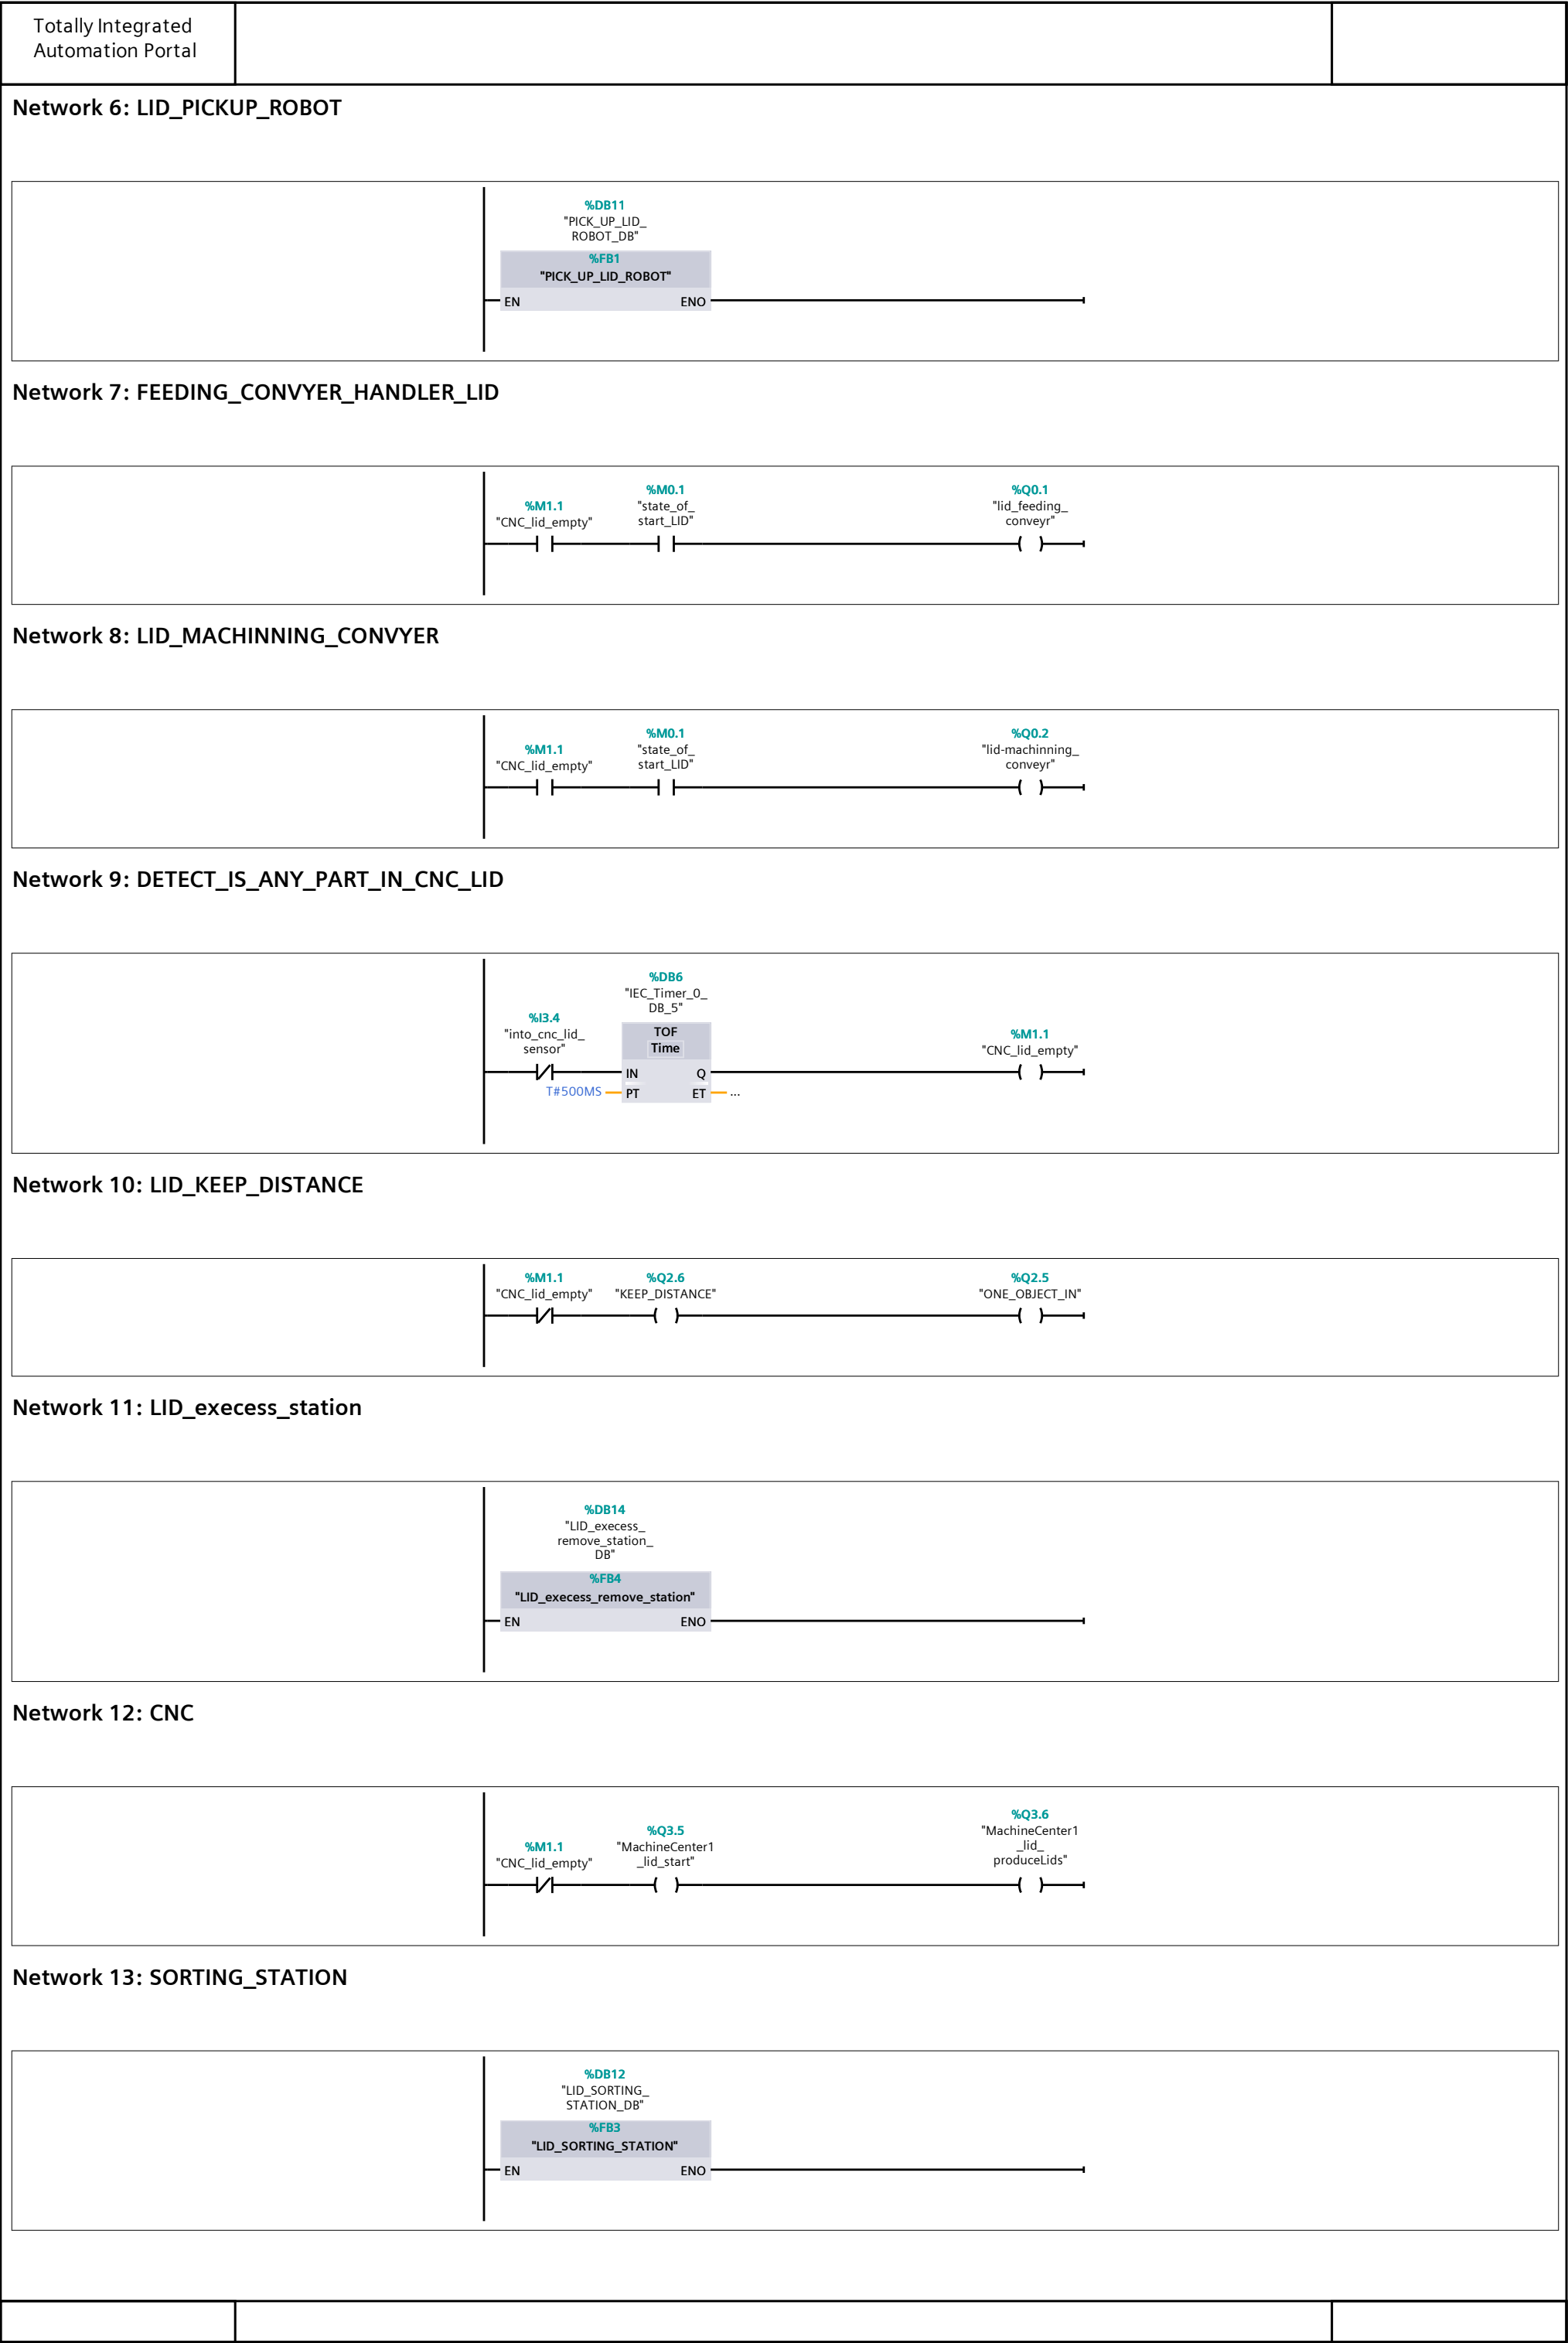 Totally Integrated
Automation Portal
Network 6: LID_PICKUP_ROBOT
%DB11
"PICK_UP_LID_
ROBOT_DB"
%FB1
"PICK_UP_LID_ROBOT"
EN ENO
Network 7: FEEDING_CONVYER_HANDLER_LID
%M1.1
"CNC_lid_empty"
%M0.1
"state_of_
start_LID"
%Q0.1
"lid_feeding_
conveyr"
Network 8: LID_MACHINNING_CONVYER
%M1.1
"CNC_lid_empty"
%M0.1
"state_of_
start_LID"
%Q0.2
"lid-machinning_
conveyr"
Network 9: DETECT_IS_ANY_PART_IN_CNC_LID
%I3.4
"into_cnc_lid_
sensor"
%DB6
"IEC_Timer_0_
DB_5"
TOF
Time
IN Q
T#500MS PT ET ...
%M1.1
"CNC_lid_empty"
Network 10: LID_KEEP_DISTANCE
%M1.1
"CNC_lid_empty"
%Q2.6
"KEEP_DISTANCE"
%Q2.5
"ONE_OBJECT_IN"
Network 11: LID_execess_station
%DB14
"LID_execess_
remove_station_
DB"
%FB4
"LID_execess_remove_station"
EN ENO
Network 12: CNC
%M1.1
"CNC_lid_empty"
%Q3.5
"MachineCenter1
_lid_start"
%Q3.6
"MachineCenter1
_lid_
produceLids"
Network 13: SORTING_STATION
%DB12
"LID_SORTING_
STATION_DB"
%FB3
"LID_SORTING_STATION"
EN ENO